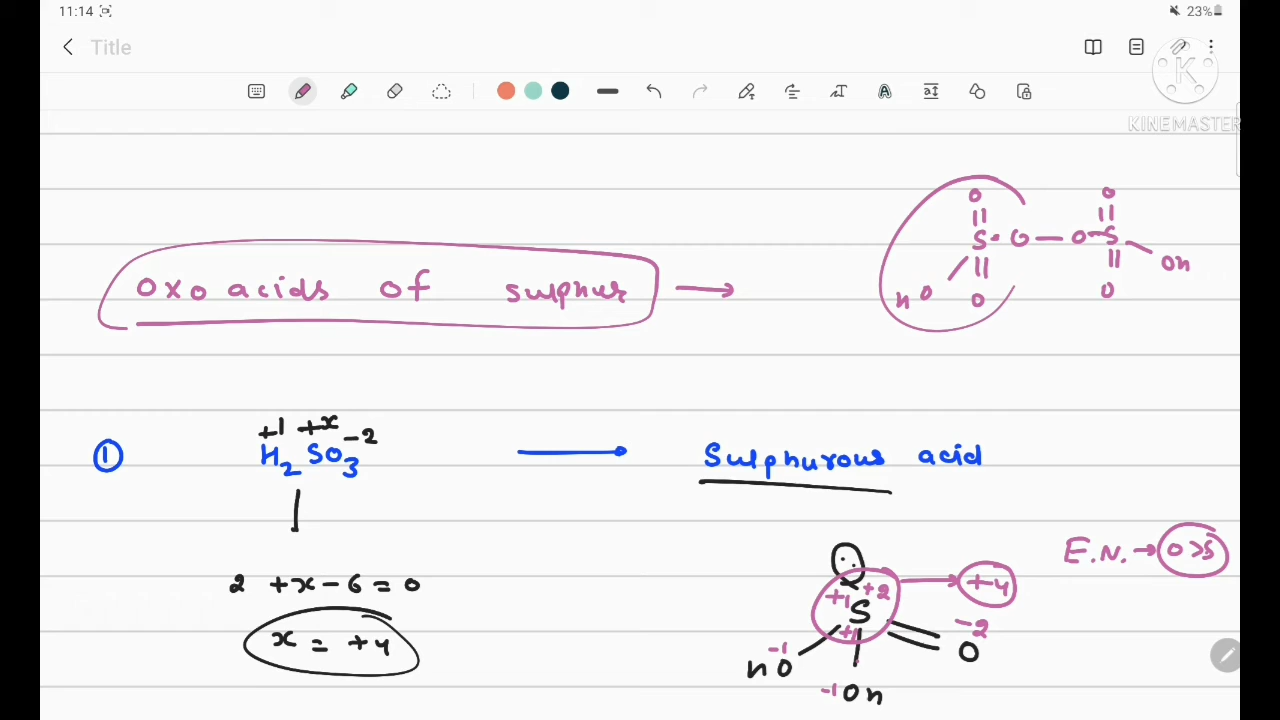 11:14
23%
Title
KINEMASTER
O O
S O — O S
HO O O OH
Oxo acids of sulphur →
① H2SO3 → Sulphurous acid
+1 +x -2
2 + x - 6 = 0
x = +4
E.N. → O > S
+1 +2 → +4
S
+1 -2
-1 HO O
-1 OH